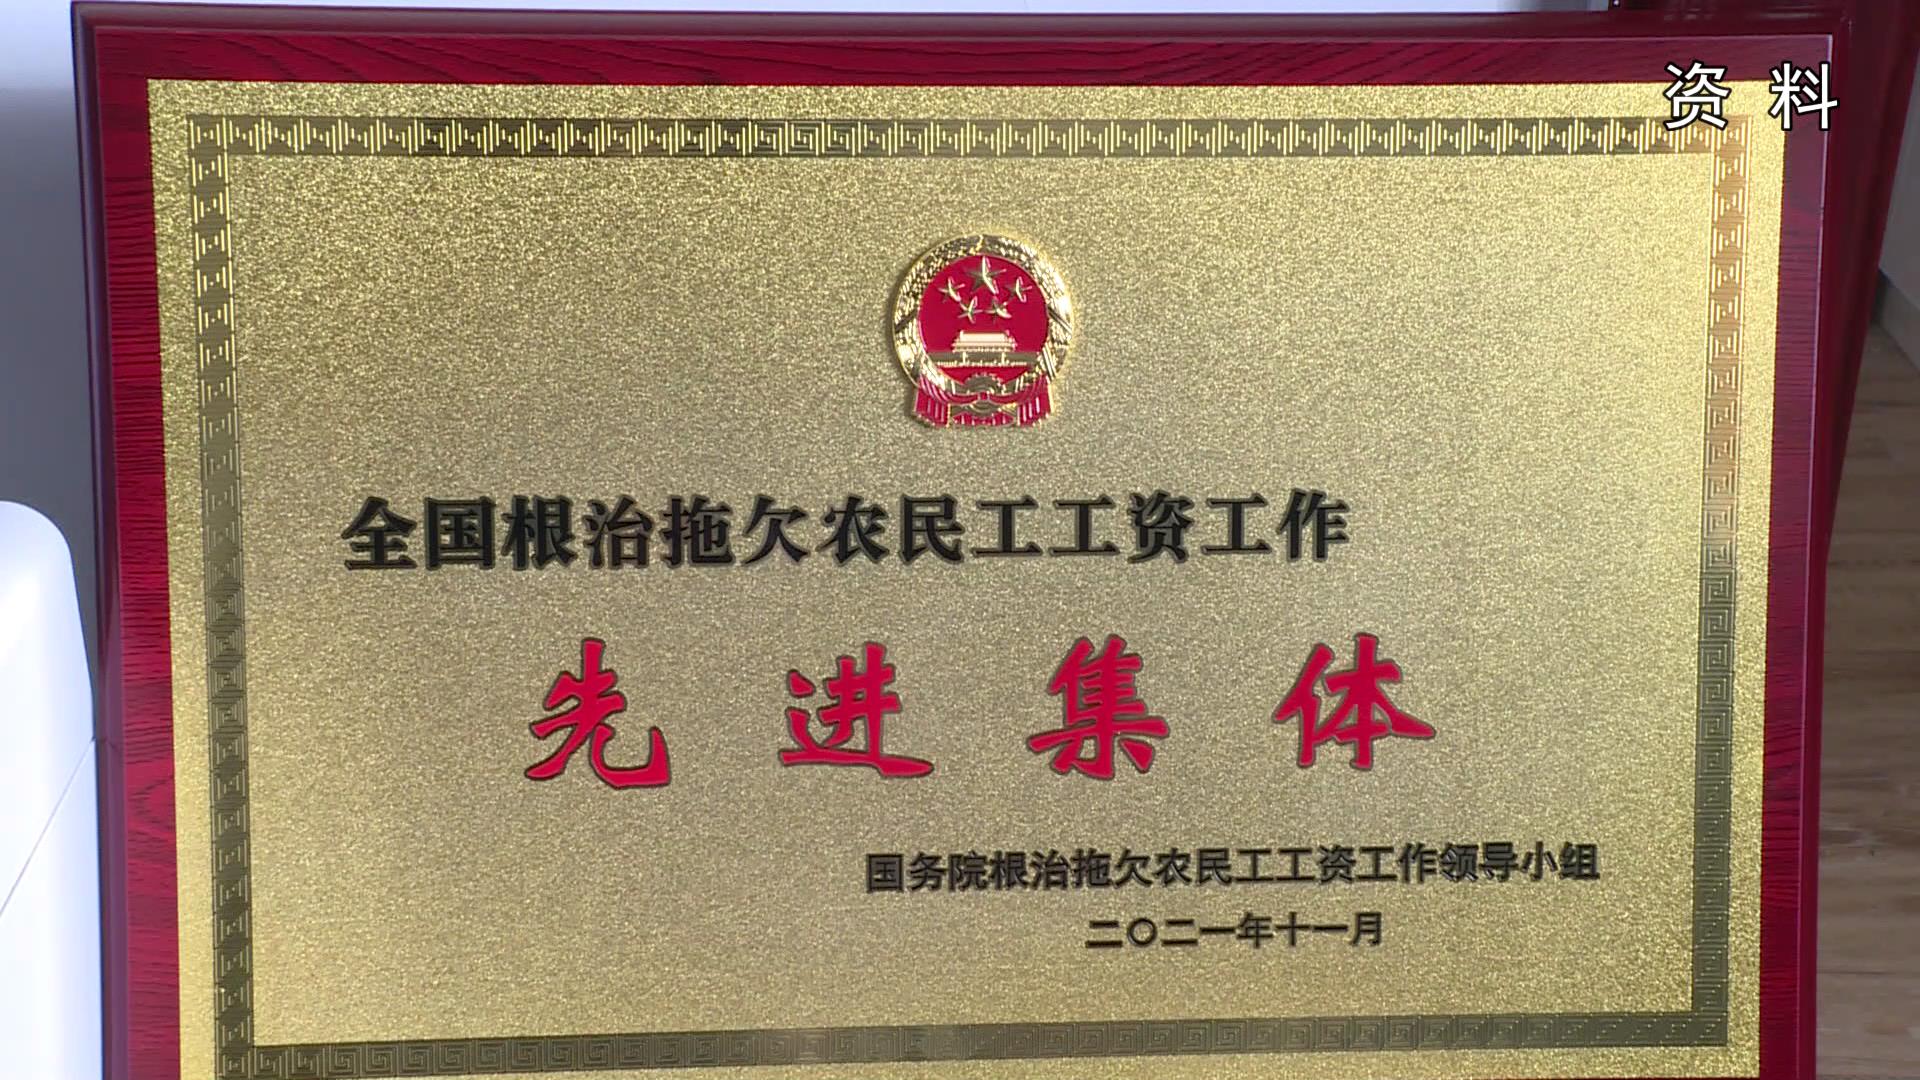 资 料
全国根治拖欠农民工工资工作
先进集体
国务院根治拖欠农民工工资工作领导小组
二〇二一年十一月